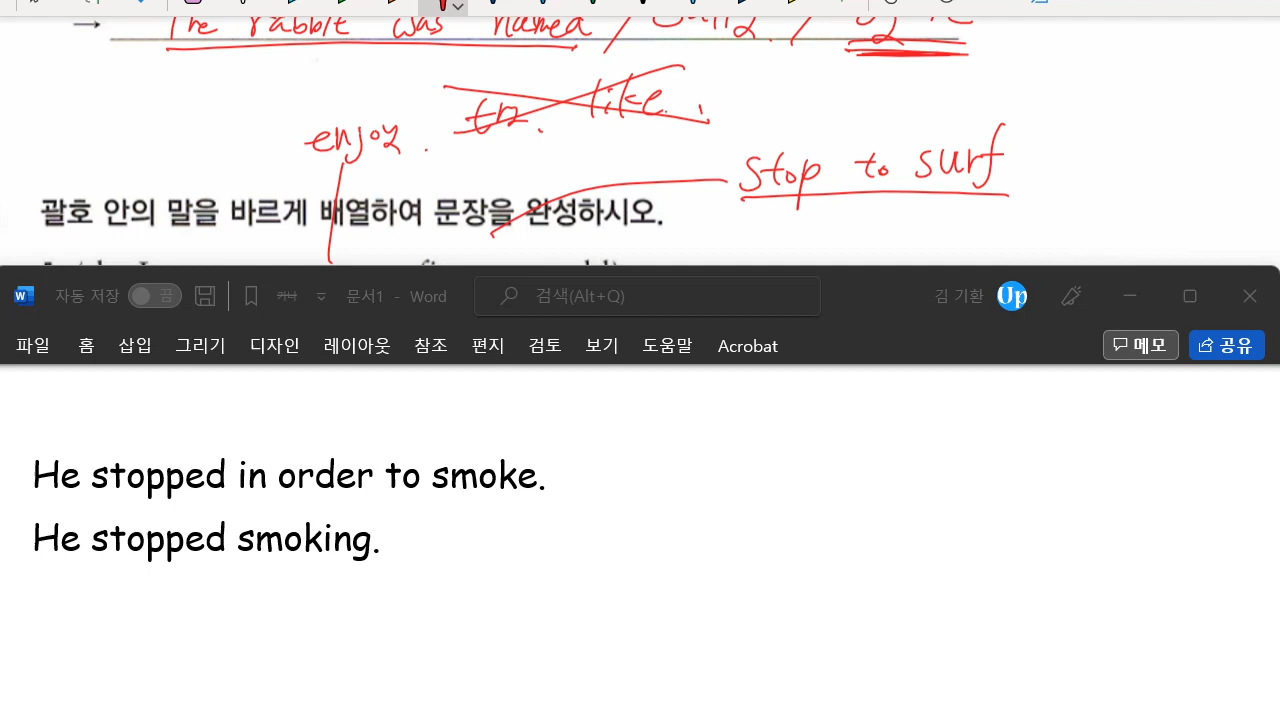 → The rabbit was named /
like.
enjoy.
stop to surf
괄호 안의 말을 바르게 배열하여 문장을 완성하시오.
자동 저장 끔 가나 문서1 - Word 검색(Alt+Q) 김 기환 Up
파일 홈 삽입 그리기 디자인 레이아웃 참조 편지 검토 보기 도움말 Acrobat 메모 공유
He stopped in order to smoke.
He stopped smoking.